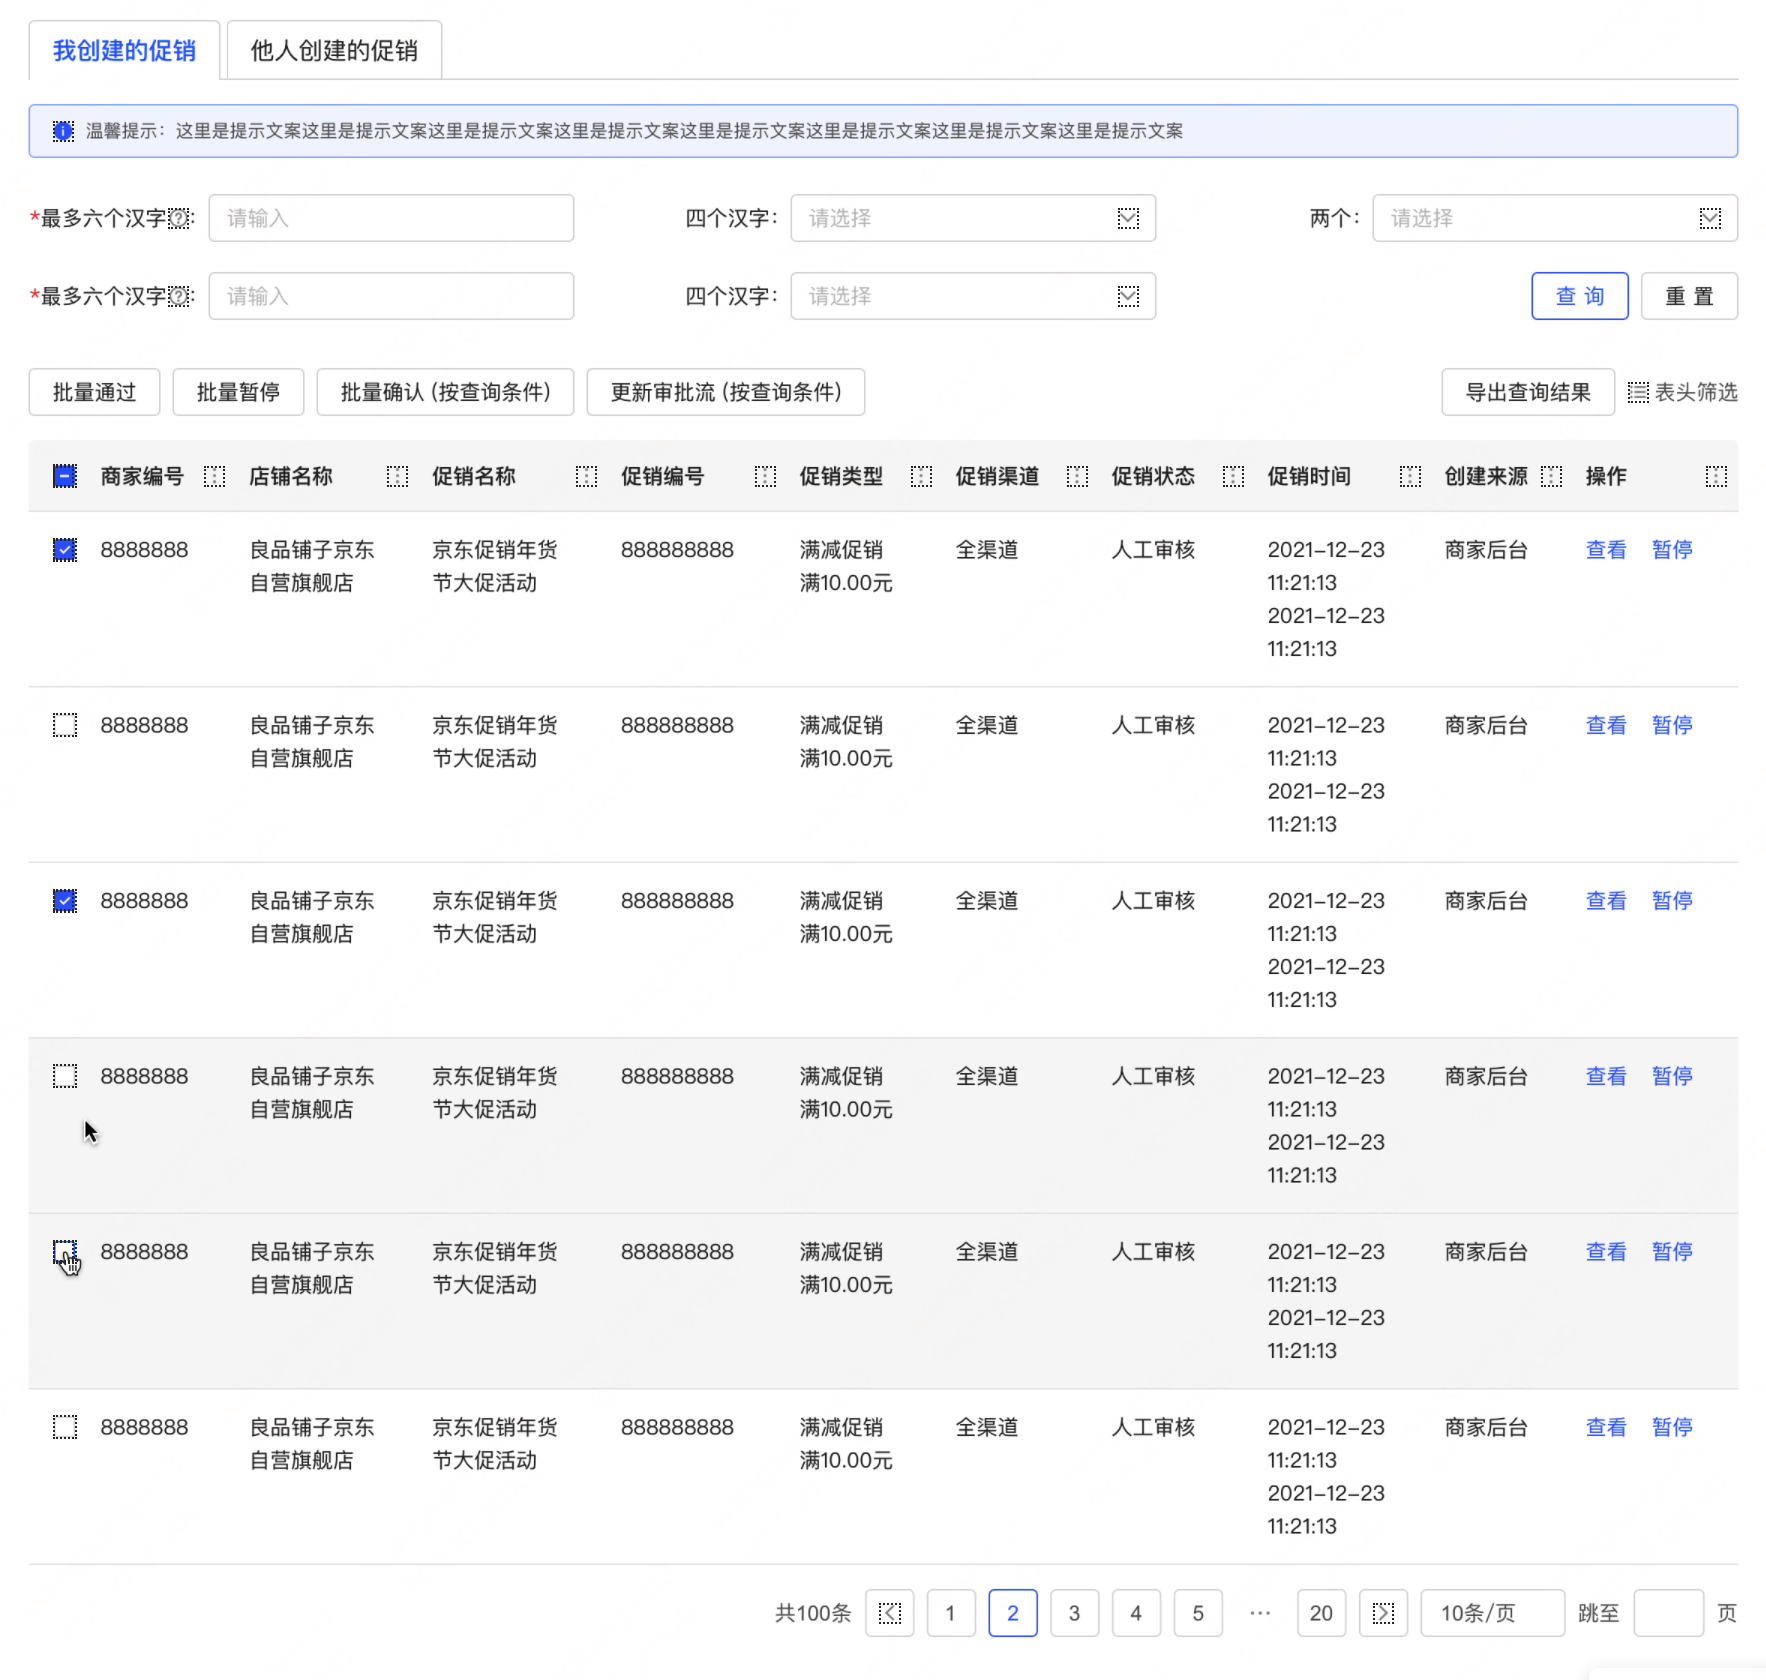 我创建的促销 他人创建的促销
温馨提示：这里是提示文案这里是提示文案这里是提示文案这里是提示文案这里是提示文案这里是提示文案这里是提示文案这里是提示文案
*最多六个汉字?: 请输入 四个汉字: 请选择 两个: 请选择
*最多六个汉字?: 请输入 四个汉字: 请选择 查 询 重 置
批量通过 批量暂停 批量确认 (按查询条件) 更新审批流 (按查询条件) 导出查询结果 表头筛选
商家编号 店铺名称 促销名称 促销编号 促销类型 促销渠道 促销状态 促销时间 创建来源 操作
8888888 良品铺子京东 京东促销年货 888888888 满减促销 全渠道 人工审核 2021-12-23 商家后台 查看 暂停
自营旗舰店 节大促活动 满10.00元 11:21:13
2021-12-23
11:21:13
8888888 良品铺子京东 京东促销年货 888888888 满减促销 全渠道 人工审核 2021-12-23 商家后台 查看 暂停
自营旗舰店 节大促活动 满10.00元 11:21:13
2021-12-23
11:21:13
8888888 良品铺子京东 京东促销年货 888888888 满减促销 全渠道 人工审核 2021-12-23 商家后台 查看 暂停
自营旗舰店 节大促活动 满10.00元 11:21:13
2021-12-23
11:21:13
8888888 良品铺子京东 京东促销年货 888888888 满减促销 全渠道 人工审核 2021-12-23 商家后台 查看 暂停
自营旗舰店 节大促活动 满10.00元 11:21:13
2021-12-23
11:21:13
8888888 良品铺子京东 京东促销年货 888888888 满减促销 全渠道 人工审核 2021-12-23 商家后台 查看 暂停
自营旗舰店 节大促活动 满10.00元 11:21:13
2021-12-23
11:21:13
8888888 良品铺子京东 京东促销年货 888888888 满减促销 全渠道 人工审核 2021-12-23 商家后台 查看 暂停
自营旗舰店 节大促活动 满10.00元 11:21:13
2021-12-23
11:21:13
共100条 1 2 3 4 5 ··· 20 10条/页 跳至 页